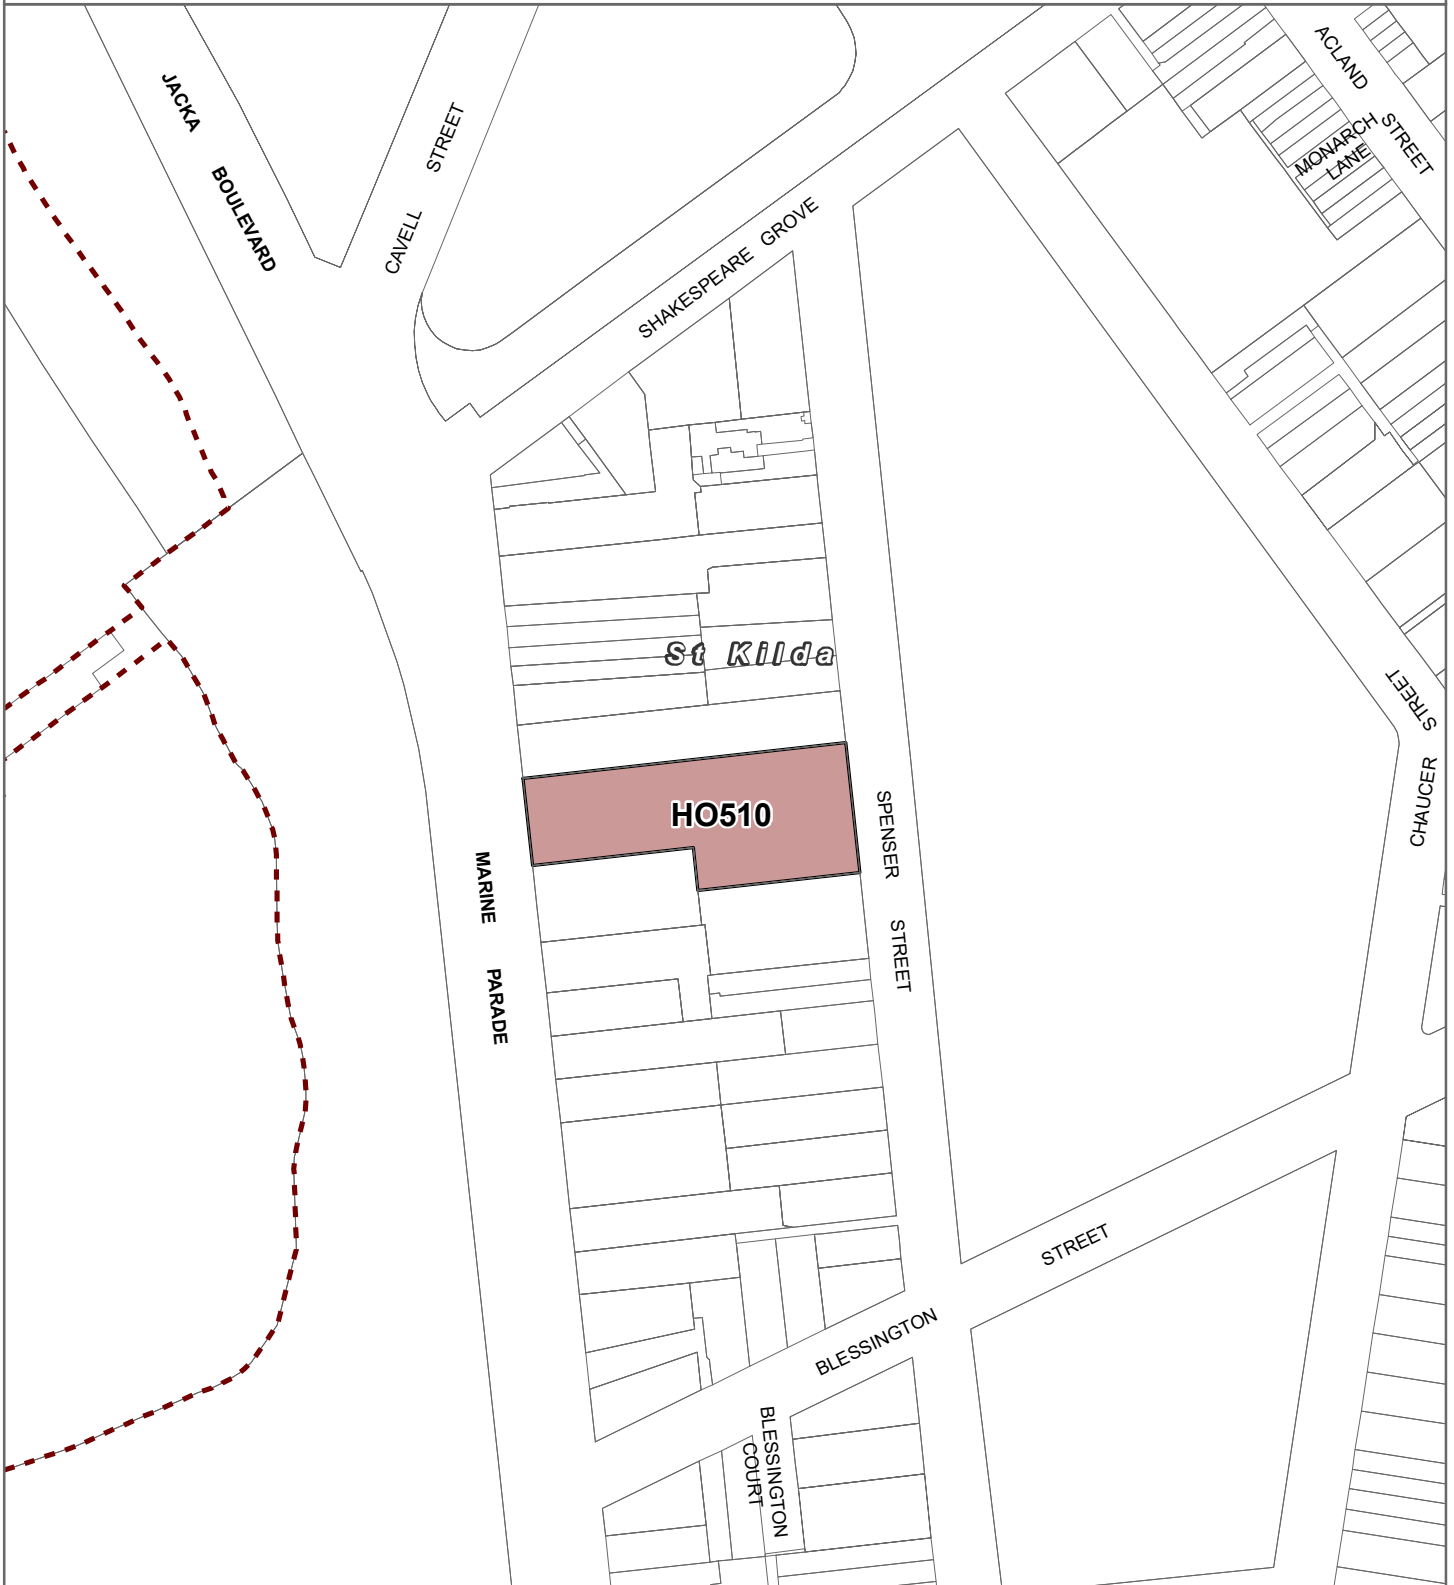 ACLAND
STREET
JACKA
BOULEVARD
CAVELL STREET
MONARCH
LANE
SHAKESPEARE GROVE
St Kilda
STREET
CHAUCER
HO510
SPENSER
STREET
MARINE
PARADE
BLESSINGTON STREET
BLESSINGTON
COURT